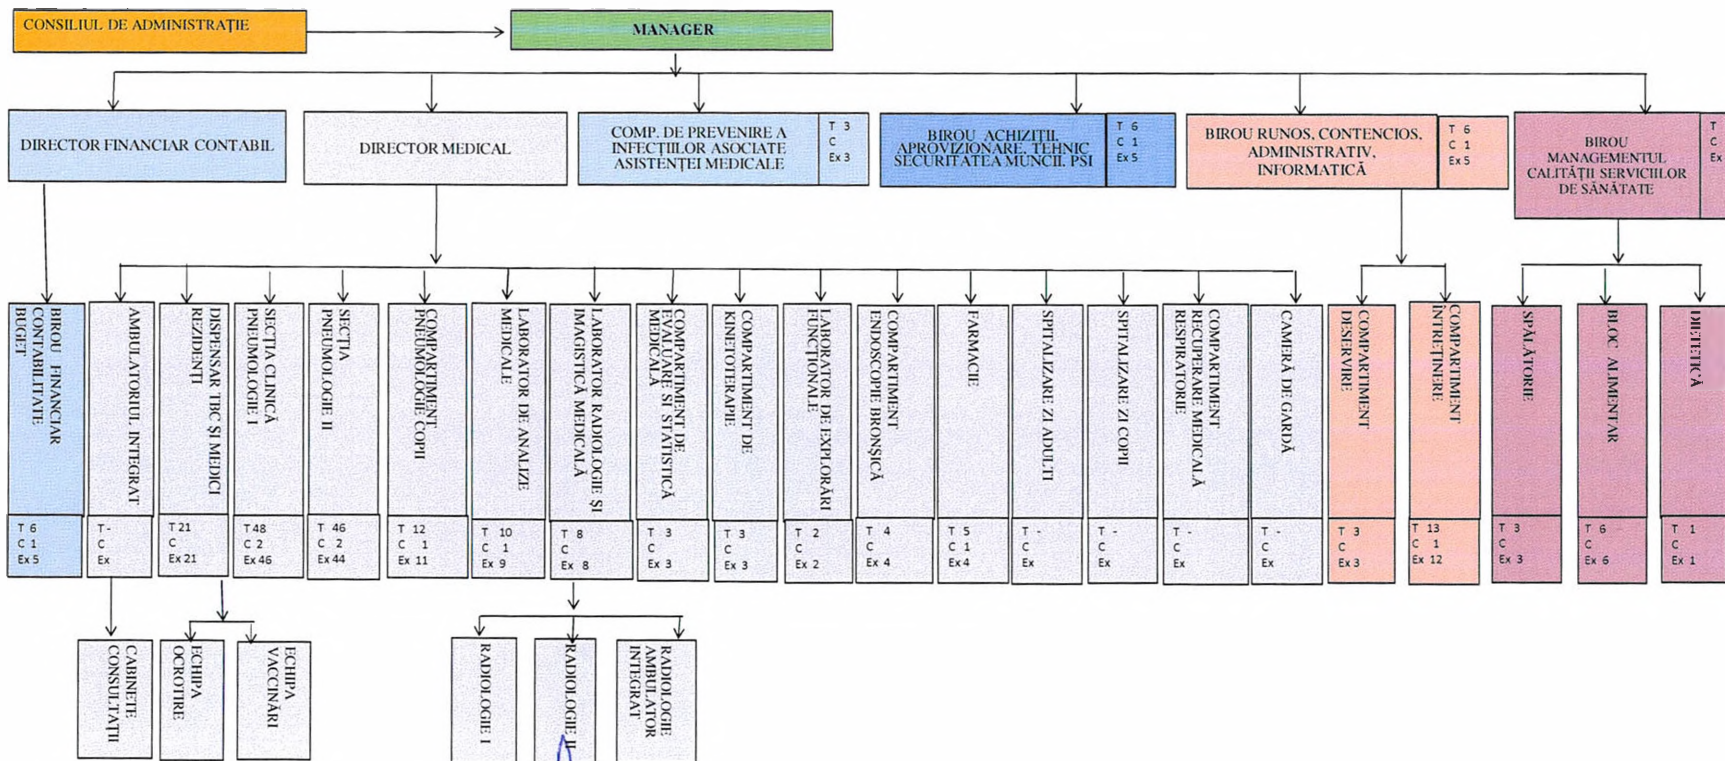 CONSILIUL DE ADMINISTRAȚIE
MANAGER
DIRECTOR FINANCIAR CONTABIL
DIRECTOR MEDICAL
COMP. DE PREVENIRE A
INFECȚIILOR ASOCIATE
ASISTENȚEI MEDICALE
T 3
C
Ex 3
BIROU ACHIZIȚII,
APROVIZIONARE, TEHNIC
SECURITATEA MUNCII, PSI
T 6
C 1
Ex 5
BIROU RUNOS, CONTENCIOS,
ADMINISTRATIV,
INFORMATICĂ
T 6
C 1
Ex 5
BIROU
MANAGEMENTUL
CALITĂȚII SERVICIILOR
DE SĂNĂTATE
T
C
Ex
BIROU FINANCIAR
CONTABILITATE
BUGET
T 6
C 1
Ex 5
AMBULATORIUL INTEGRAT
T -
C
Ex
DISPENSAR TBC ȘI MEDICI
REZIDENTI
T 21
C
Ex 21
SECȚIA CLINICĂ
PNEUMOLOGIE I
T 48
C 2
Ex 46
SECȚIA
PNEUMOLOGIE II
T 46
C 2
Ex 44
COMPARTIMENT
PNEUMOLOGIE COPII
T 12
C 1
Ex 11
LABORATOR DE ANALIZE
MEDICALE
T 10
C 1
Ex 9
LABORATOR RADIOLOGIE ȘI
IMAGISTICĂ MEDICALĂ
T 8
C
Ex 8
COMPARTIMENT DE
EVALUARE SI STATISTICĂ
MEDICALĂ
T 3
C
Ex 3
COMPARTIMENT DE
KINETOTERAPIE
T 3
C
Ex 3
LABORATOR DE EXPLORĂRI
FUNCȚIONALE
T 2
C
Ex 2
COMPARTIMENT
ENDOSCOPIE BRONȘICĂ
T 4
C
Ex 4
FARMACIE
T 5
C 1
Ex 4
SPITALIZARE ZI ADULTI
T -
C
Ex
SPITALIZARE ZI COPII
T -
C
Ex
COMPARTIMENT
RECUPERARE MEDICALĂ
RESPIRATORIE
T -
C
Ex
CAMERĂ DE GARDĂ
T -
C
Ex
COMPARTIMENT
DESERVIRE
T 3
C
Ex 3
COMPARTIMENT
ÎNTREȚINERE
T 13
C 1
Ex 12
SPĂLĂTORIE
T 3
C
Ex 3
BLOC ALIMENTAR
T 6
C
Ex 6
DIETETICĂ
T 1
C
Ex 1
CABINETE
CONSULTAȚII
ECHIPA
OCROTIRE
ECHIPA
VACCINĂRI
RADIOLOGIE I
RADIOLOGIE II
RADIOLOGIE
AMBULATOR
INTEGRAT